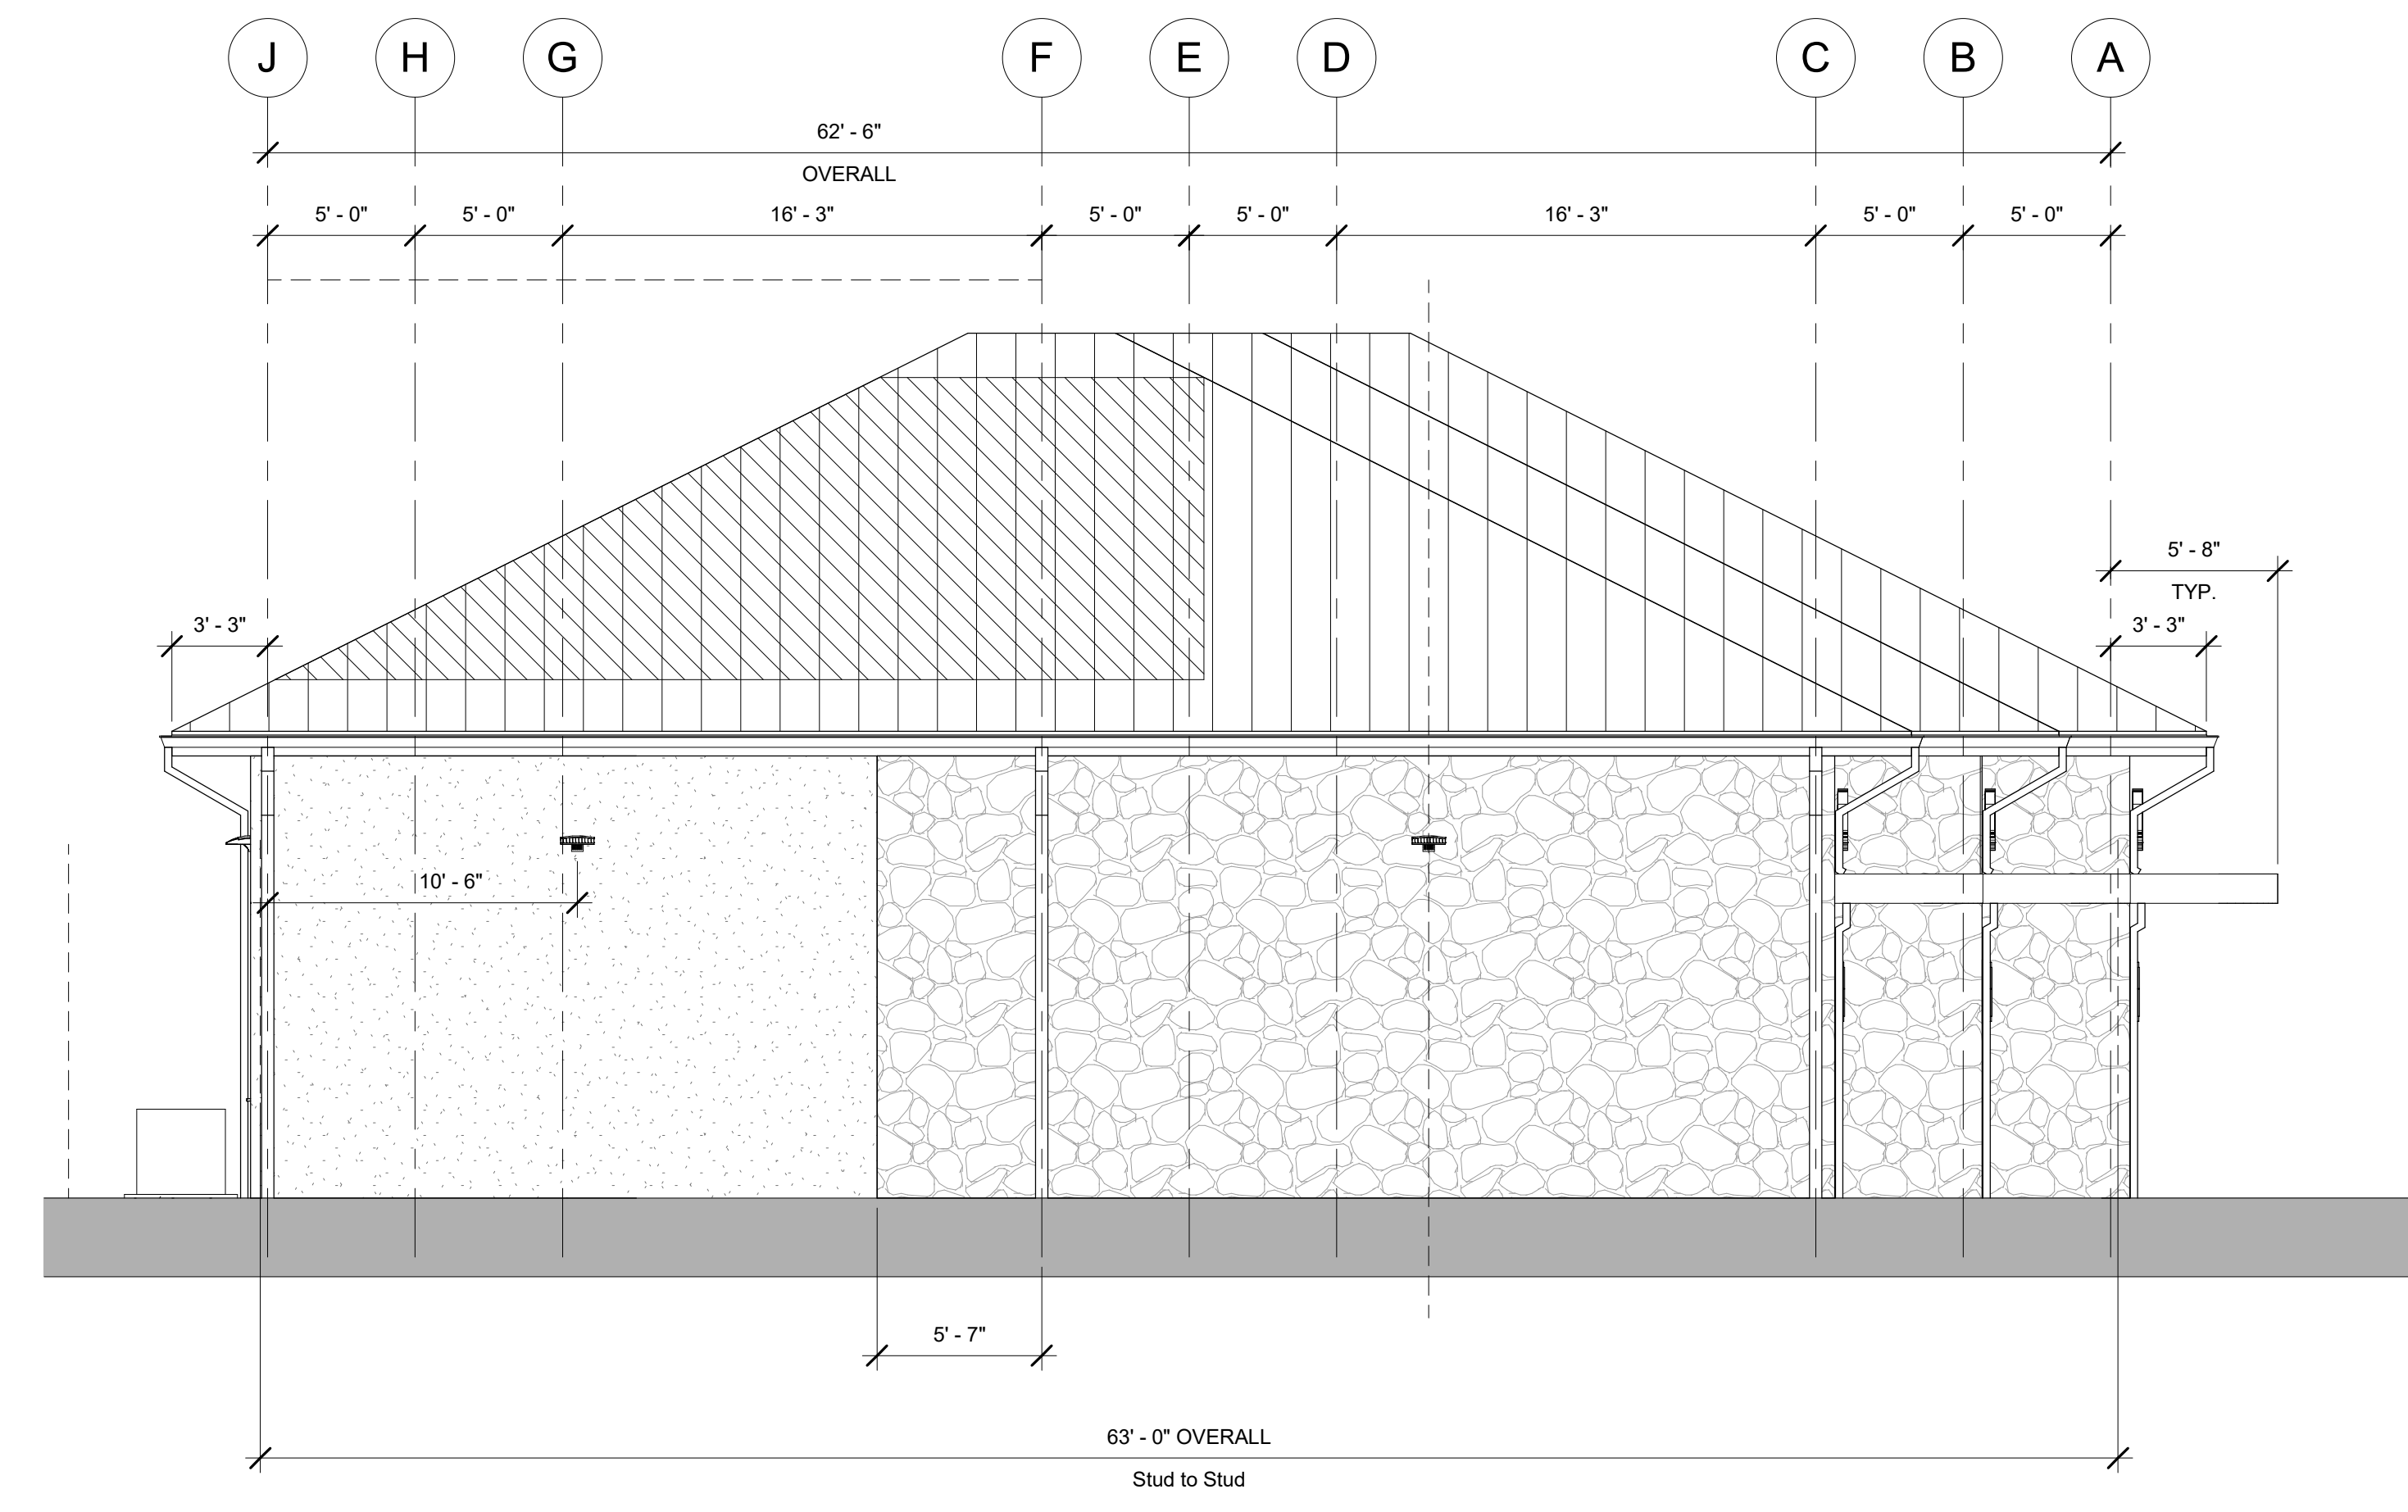 J H G F E D C B A
62' - 6"
OVERALL
5' - 0" 5' - 0" 16' - 3" 5' - 0" 5' - 0" 16' - 3" 5' - 0" 5' - 0"
5' - 8"
TYP.
3' - 3" 3' - 3"
10' - 6"
5' - 7"
63' - 0" OVERALL
Stud to Stud